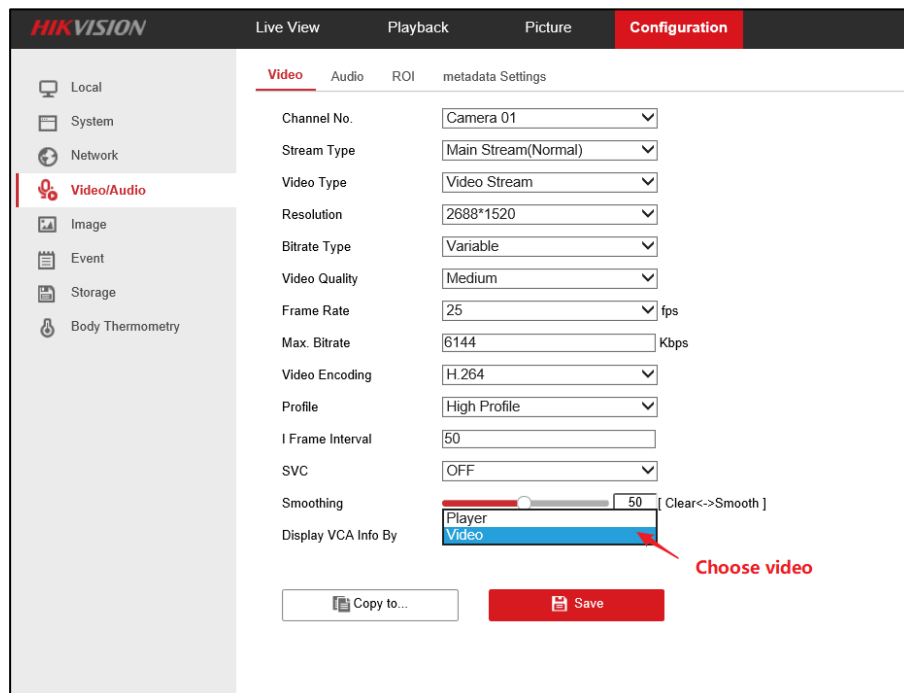 HIKVISION Live View Playback Picture Configuration
Local
System
Network
Video/Audio
Image
Event
Storage
Body Thermometry
Video Audio ROI metadata Settings
Channel No. Camera 01
Stream Type Main Stream(Normal)
Video Type Video Stream
Resolution 2688*1520
Bitrate Type Variable
Video Quality Medium
Frame Rate 25 fps
Max. Bitrate 6144 Kbps
Video Encoding H.264
Profile High Profile
I Frame Interval 50
SVC OFF
Smoothing 50 [ Clear<->Smooth ]
Player
Display VCA Info By Video
Choose video
Copy to... Save